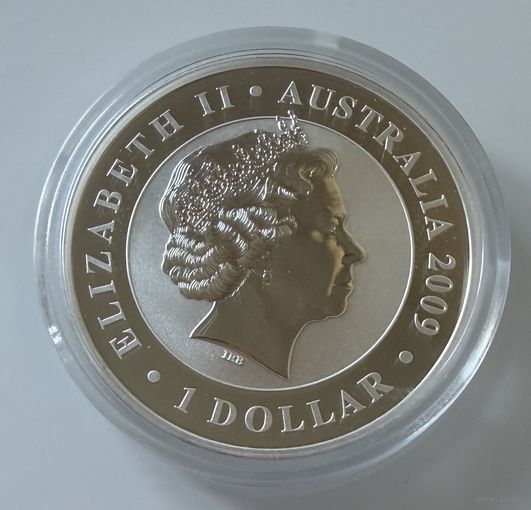 ELIZABETH II • AUSTRALIA 2009 • 1 DOLLAR •
IRB